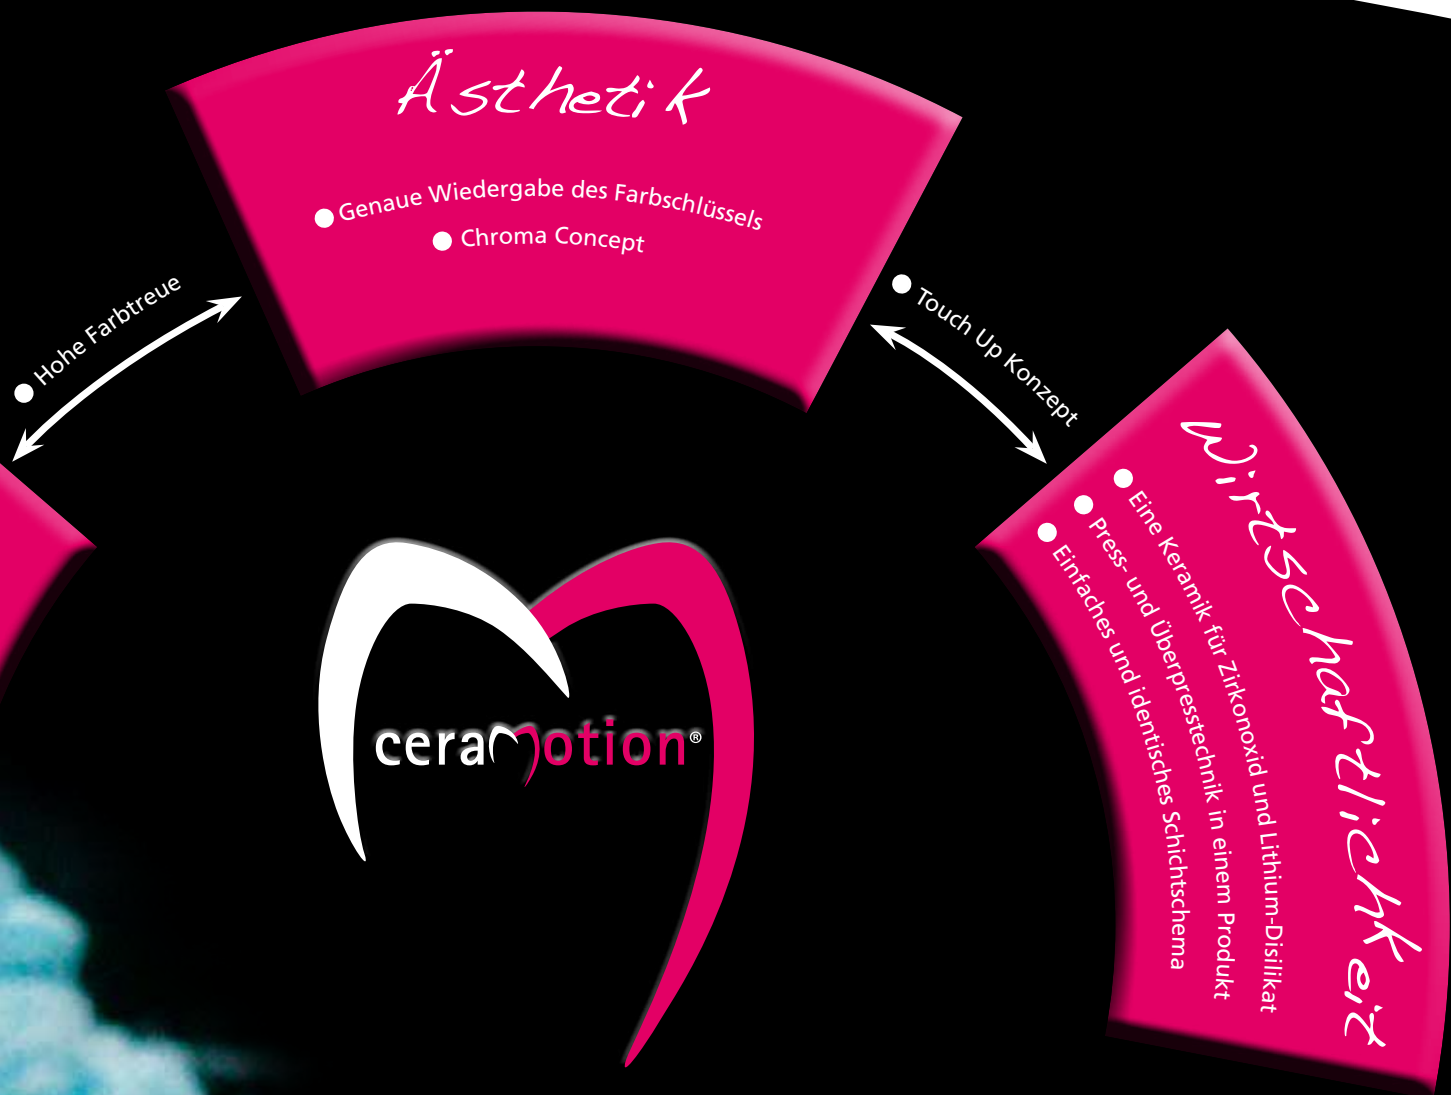 Ästhetik
Genaue Wiedergabe des Farbschlüssels
Chroma Concept
Hohe Farbtreue
Touch Up Konzept
Wirtschaftlichkeit
Eine Keramik für Zirkonoxid und Lithium-Disilikat
Press- und Überpresstechnik in einem Produkt
Einfaches und identisches Schichtschema
ceramotion®